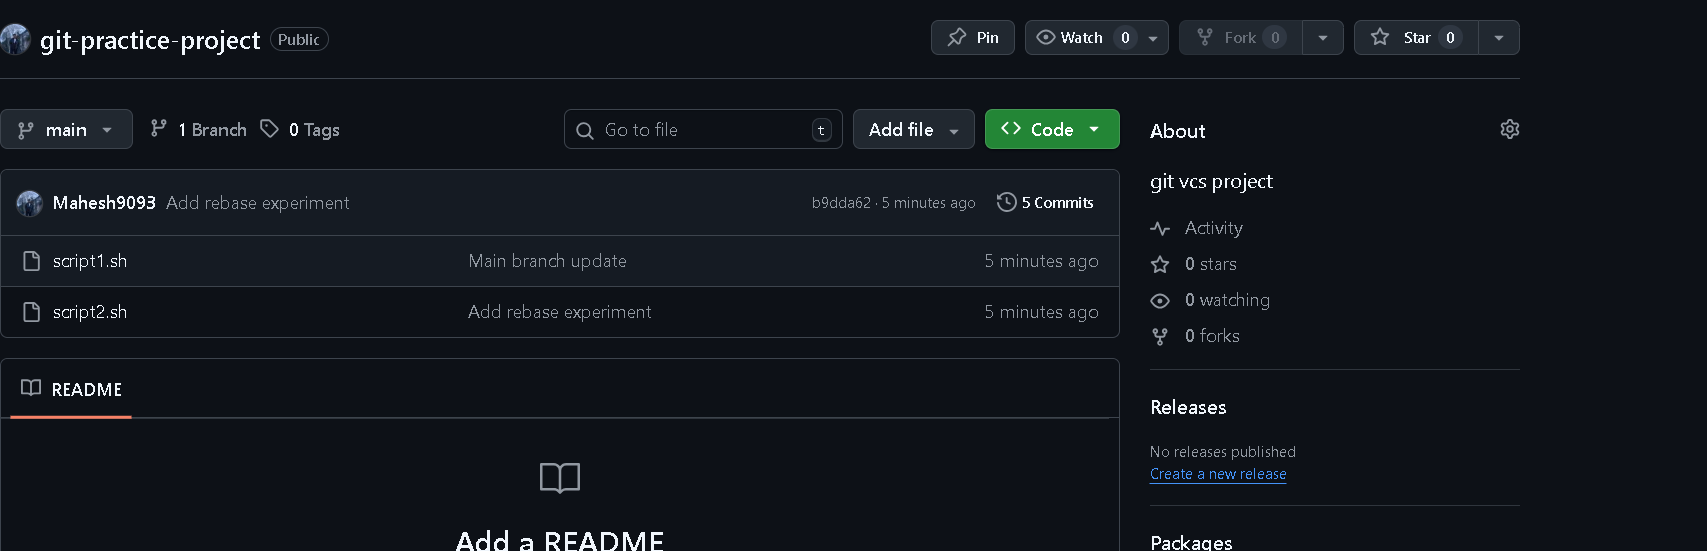 git-practice-project Public Pin Watch 0 Fork 0 Star 0
main 1 Branch 0 Tags Go to file t Add file Code
Mahesh9093 Add rebase experiment b9dda62 · 5 minutes ago 5 Commits
script1.sh Main branch update 5 minutes ago
script2.sh Add rebase experiment 5 minutes ago
README
Add a README
About
git vcs project
Activity
0 stars
0 watching
0 forks
Releases
No releases published
Create a new release
Packages